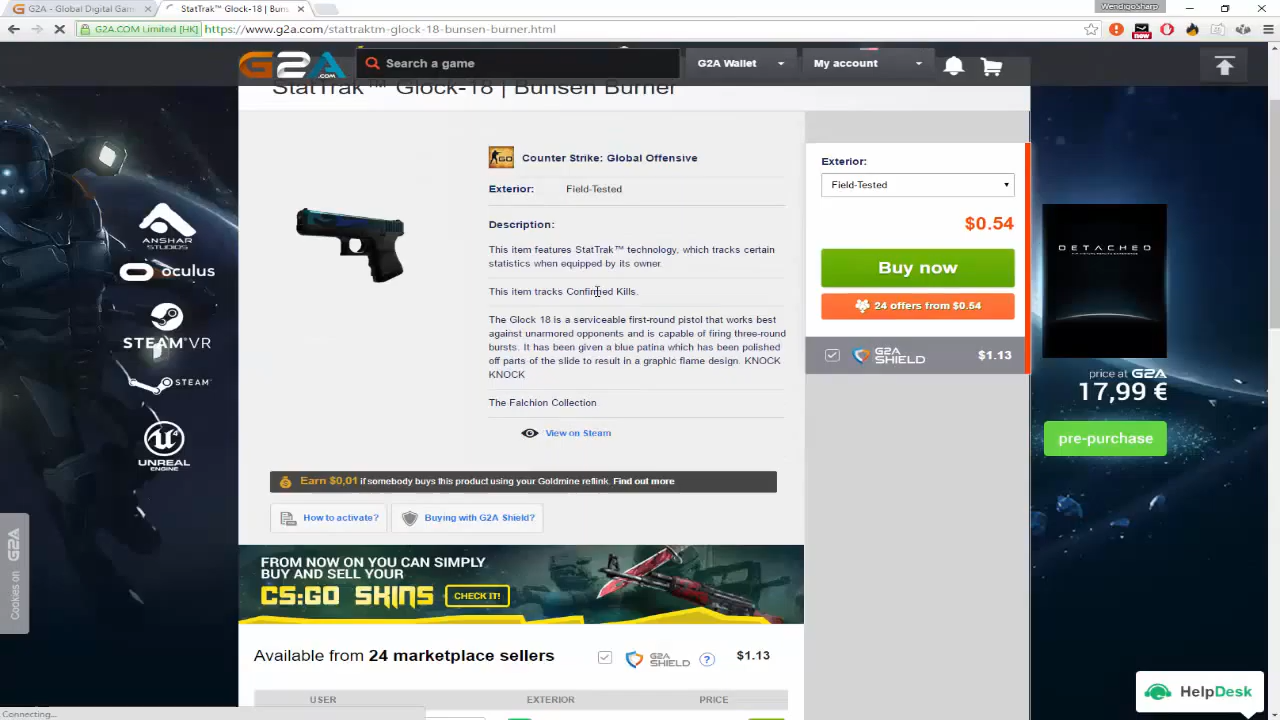 G2A - Global Digital Gam
StatTrak™ Glock-18 | Buns
WendigoSharp
G2A.COM Limited [HK]
https://www.g2a.com/stattraktm-glock-18-bunsen-burner.html
now
G2A.COM
Search a game
G2A Wallet
My account
StatTrak™ Glock-18 | Bunsen Burner
Counter Strike: Global Offensive
Exterior: Field-Tested
Description:
This item features StatTrak™ technology, which tracks certain
statistics when equipped by its owner.
This item tracks Confirmed Kills.
The Glock 18 is a serviceable first-round pistol that works best
against unarmored opponents and is capable of firing three-round
bursts. It has been given a blue patina which has been polished
off parts of the slide to result in a graphic flame design. KNOCK
KNOCK
The Falchion Collection
View on Steam
Exterior:
Field-Tested
$0.54
Buy now
24 offers from $0.54
G2A SHIELD $1.13
ANSHAR
STUDIOS
oculus
STEAM VR
STEAM
UNREAL
ENGINE
DETACHED
price at G2A
17,99 €
pre-purchase
Earn $0,01 if somebody buys this product using your Goldmine reflink. Find out more
How to activate?
Buying with G2A Shield?
FROM NOW ON YOU CAN SIMPLY
BUY AND SELL YOUR
CS:GO SKINS CHECK IT!
Available from 24 marketplace sellers
G2A SHIELD ? $1.13
USER EXTERIOR PRICE
Cookies on G2A
HelpDesk
Connecting...